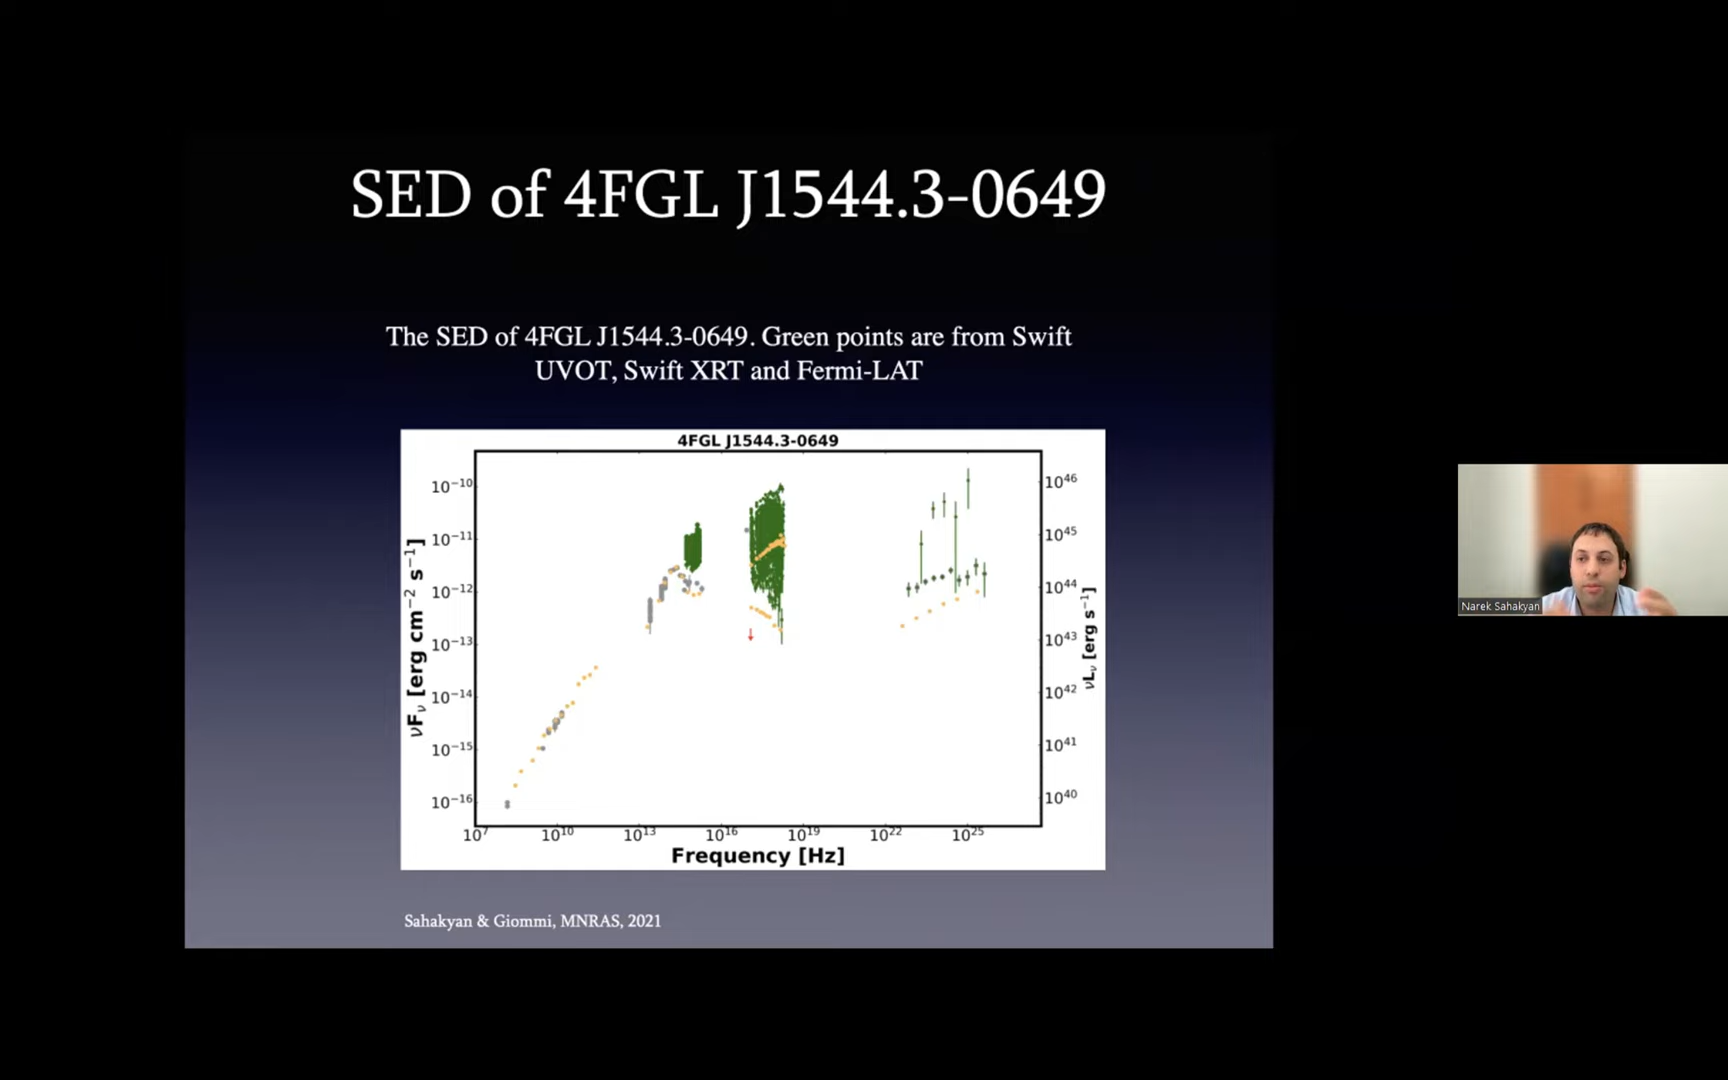 SED of 4FGL J1544.3-0649
The SED of 4FGL J1544.3-0649. Green points are from Swift
UVOT, Swift XRT and Fermi-LAT
4FGL J1544.3-0649
10⁻¹⁰
10⁻¹¹
10⁻¹²
10⁻¹³
10⁻¹⁴
10⁻¹⁵
10⁻¹⁶
νFᵥ [erg cm⁻² s⁻¹]
10⁴⁶
10⁴⁵
10⁴⁴
10⁴³
10⁴²
10⁴¹
10⁴⁰
νLᵥ [erg s⁻¹]
10⁷ 10¹⁰ 10¹³ 10¹⁶ 10¹⁹ 10²² 10²⁵
Frequency [Hz]
Sahakyan & Giommi, MNRAS, 2021
Narek Sahakyan